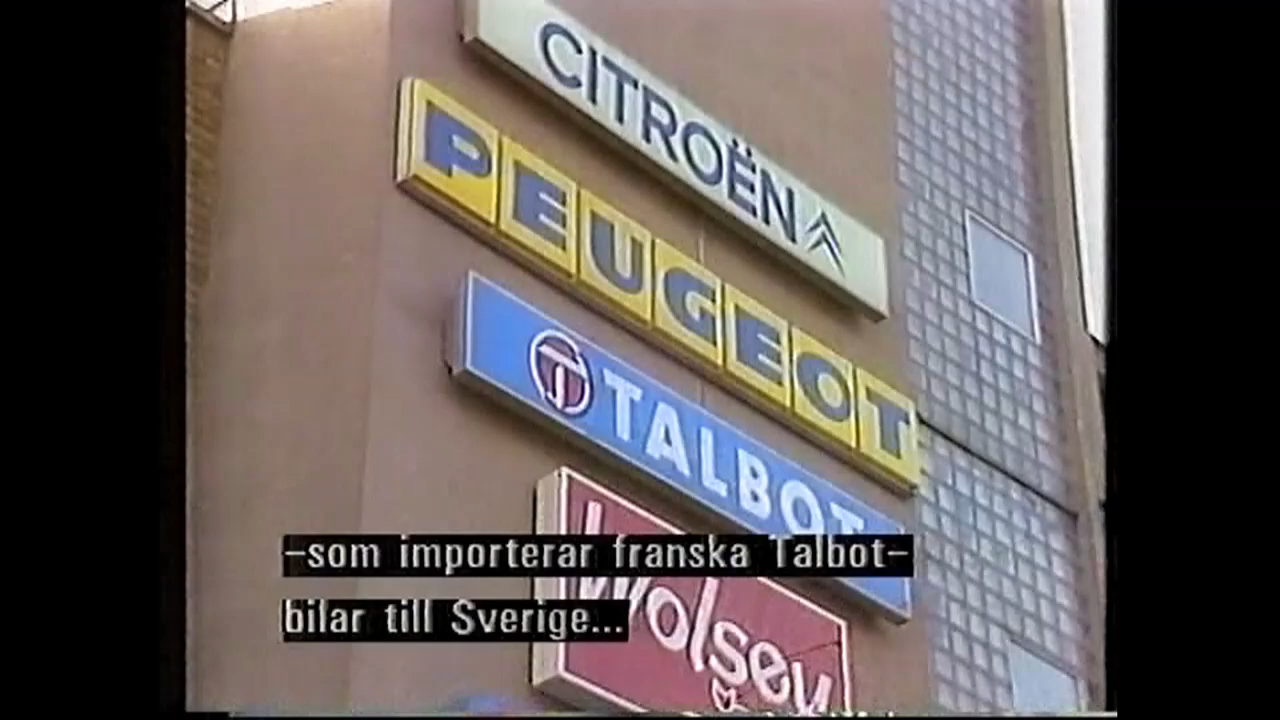 CITROËN
PEUGEOT
TALBOT
Wolsey
–som importerar franska Talbot–
bilar till Sverige...